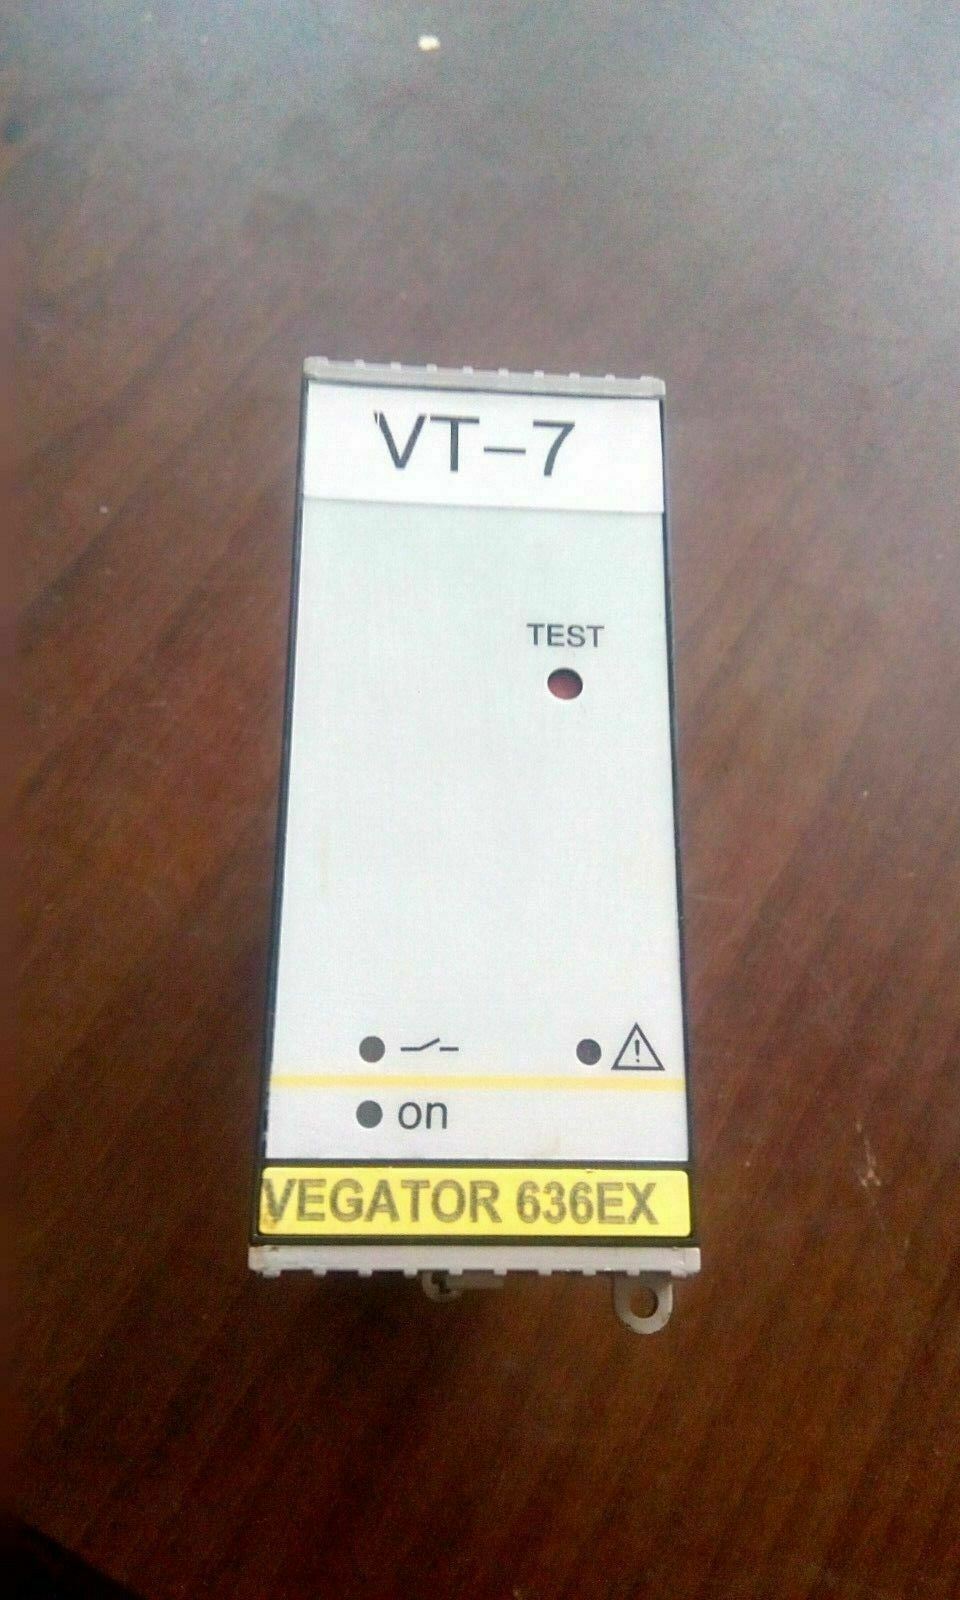 VT-7
TEST
on
VEGATOR 636EX